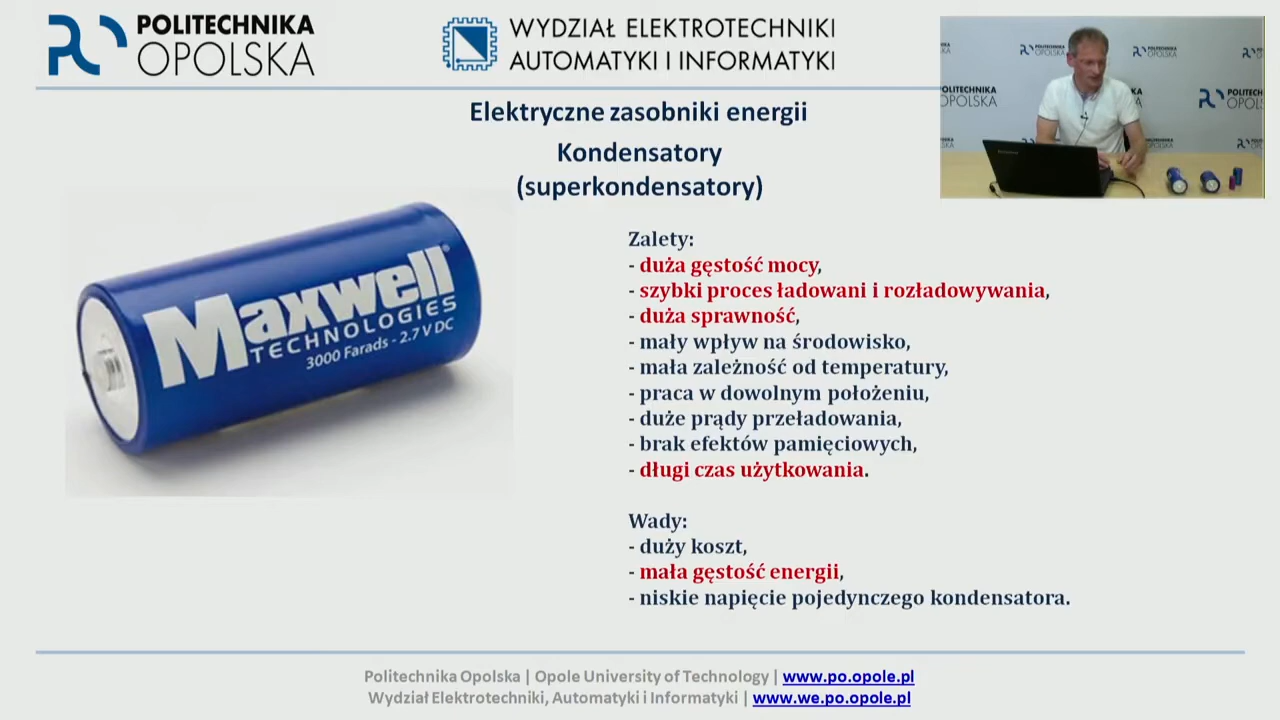 POLITECHNIKA
OPOLSKA
WYDZIAŁ ELEKTROTECHNIKI
AUTOMATYKI I INFORMATYKI
Elektryczne zasobniki energii
Kondensatory
(superkondensatory)
Maxwell
TECHNOLOGIES
3000 Farads - 2.7 V DC
Zalety:
- duża gęstość mocy,
- szybki proces ładowani i rozładowywania,
- duża sprawność,
- mały wpływ na środowisko,
- mała zależność od temperatury,
- praca w dowolnym położeniu,
- duże prądy przeładowania,
- brak efektów pamięciowych,
- długi czas użytkowania.
Wady:
- duży koszt,
- mała gęstość energii,
- niskie napięcie pojedynczego kondensatora.
Politechnika Opolska | Opole University of Technology | www.po.opole.pl
Wydział Elektrotechniki, Automatyki i Informatyki | www.we.po.opole.pl